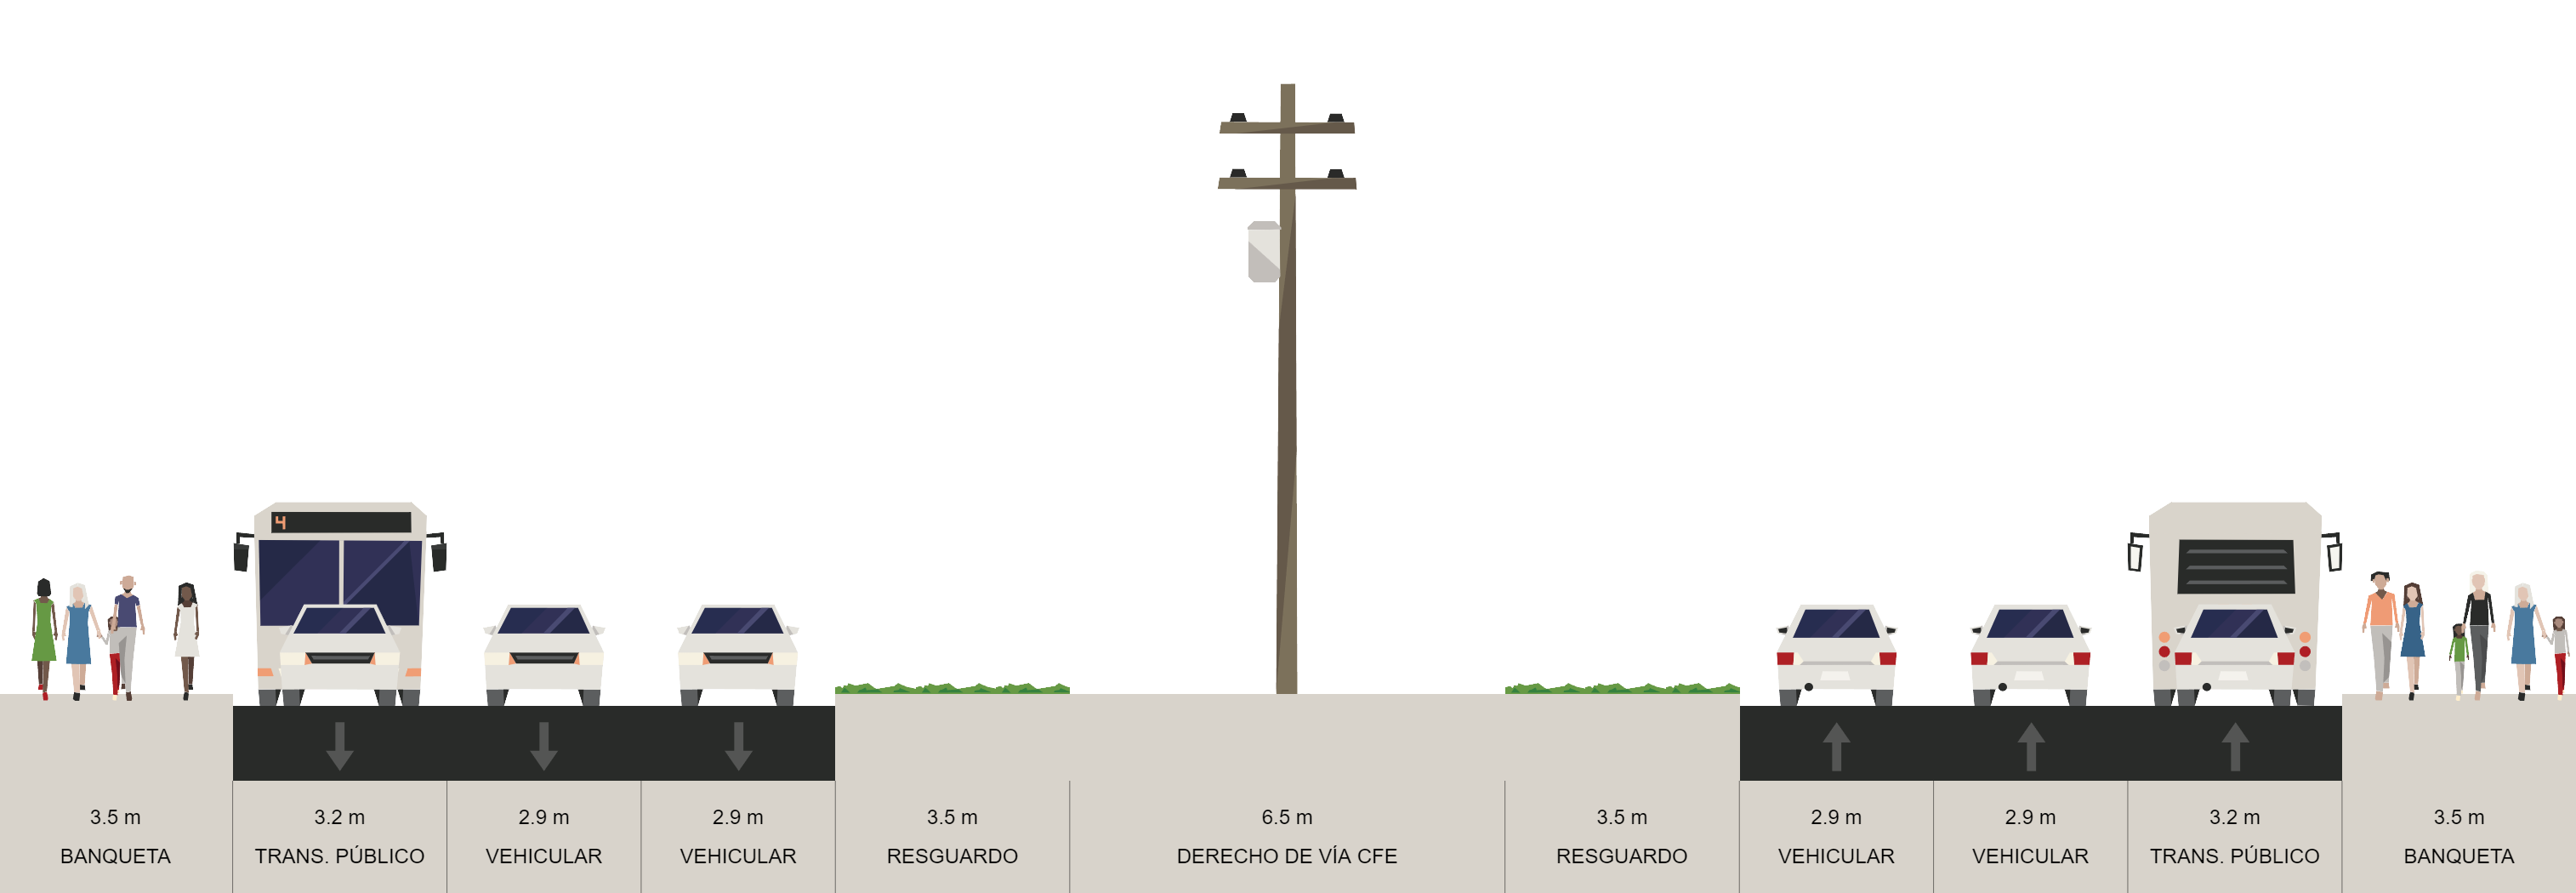 4
3.5 m
BANQUETA
3.2 m
TRANS. PÚBLICO
2.9 m
VEHICULAR
2.9 m
VEHICULAR
3.5 m
RESGUARDO
6.5 m
DERECHO DE VÍA CFE
3.5 m
RESGUARDO
2.9 m
VEHICULAR
2.9 m
VEHICULAR
3.2 m
TRANS. PÚBLICO
3.5 m
BANQUETA